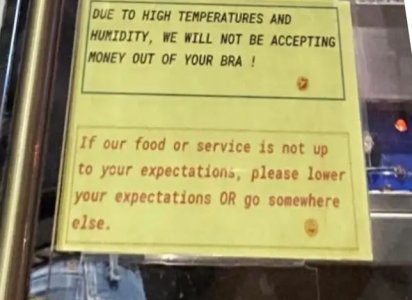 DUE TO HIGH TEMPERATURES AND
HUMIDITY, WE WILL NOT BE ACCEPTING
MONEY OUT OF YOUR BRA !
If our food or service is not up
to your expectations, please lower
your expectations OR go somewhere
else.